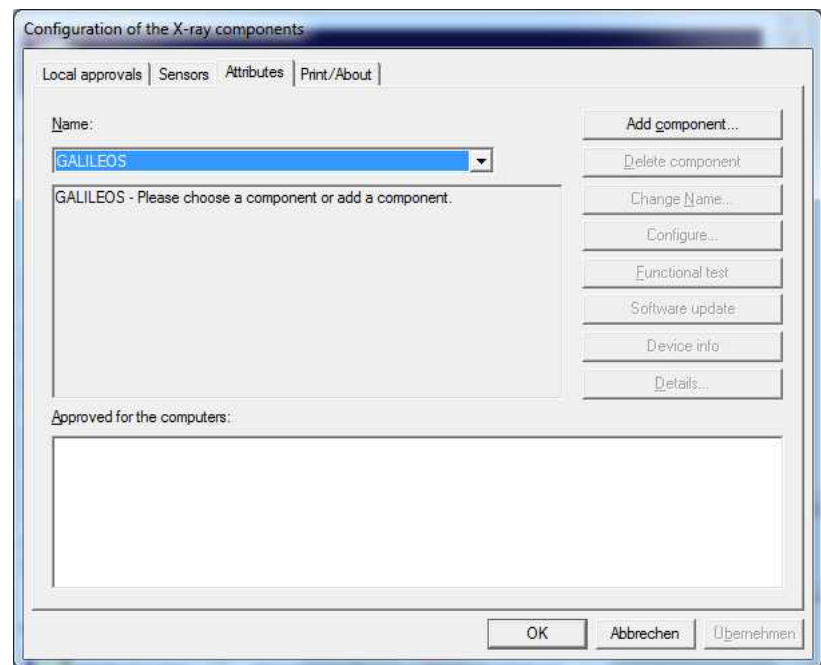 Configuration of the X-ray components
Local approvals
Sensors
Attributes
Print/About
Name:
GALILEOS
GALILEOS - Please choose a component or add a component.
Add component...
Delete component
Change Name...
Configure...
Functional test
Software update
Device info
Details...
Approved for the computers:
OK
Abbrechen
Übernehmen